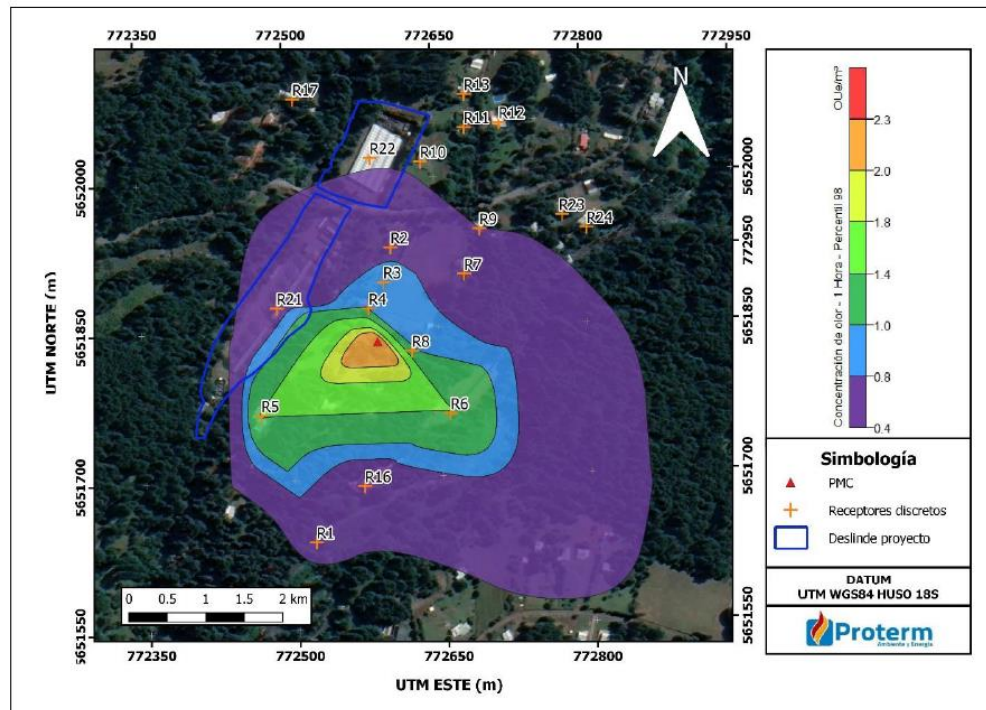 772350 772500 772650 772800 772950
N
R17
R13
R11
R12
R22
R10
R23
R24
R9
R2
R7
R3
R21
R4
R8
R5
R6
R16
R1
5652000
5651850
5651700
5651550
UTM NORTE (m)
5652000
772950
5651850
5651700
5651550
0 0.5 1 1.5 2 km
772350 772500 772650 772800
UTM ESTE (m)
OUe/m³
Concentración de olor - 1 Hora - Percentil 98
2.3
2.0
1.8
1.4
1.0
0.8
0.4
Simbología
PMC
Receptores discretos
Deslinde proyecto
DATUM
UTM WGS84 HUSO 18S
Proterm
Ambiente y Energía